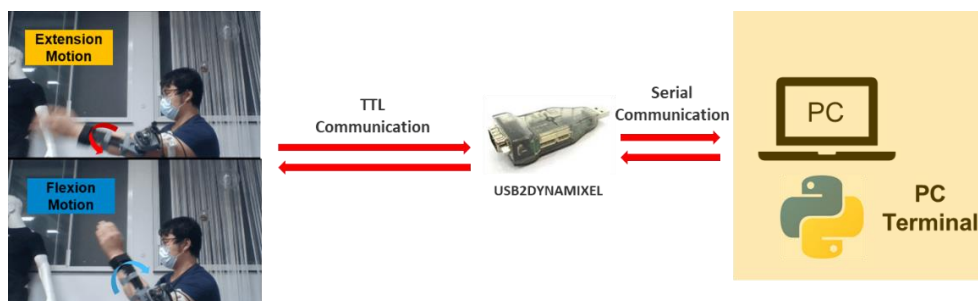 Extension
Motion
TTL
Communication
Flexion
Motion
USB2DYNAMIXEL
Serial
Communication
PC
PC
Terminal